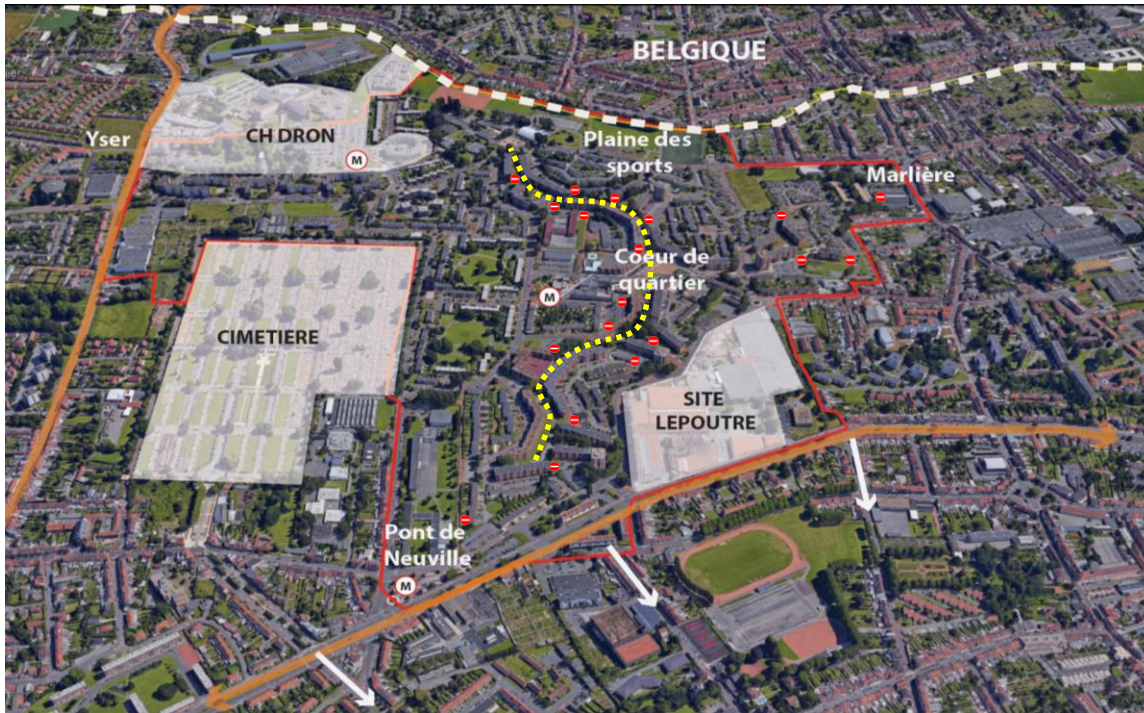 BELGIQUE
CH DRON
Yser
M
Plaine des
sports
Marlière
Coeur de
quartier
M
CIMETIERE
SITE
LEPOUTRE
Pont de
Neuville
M